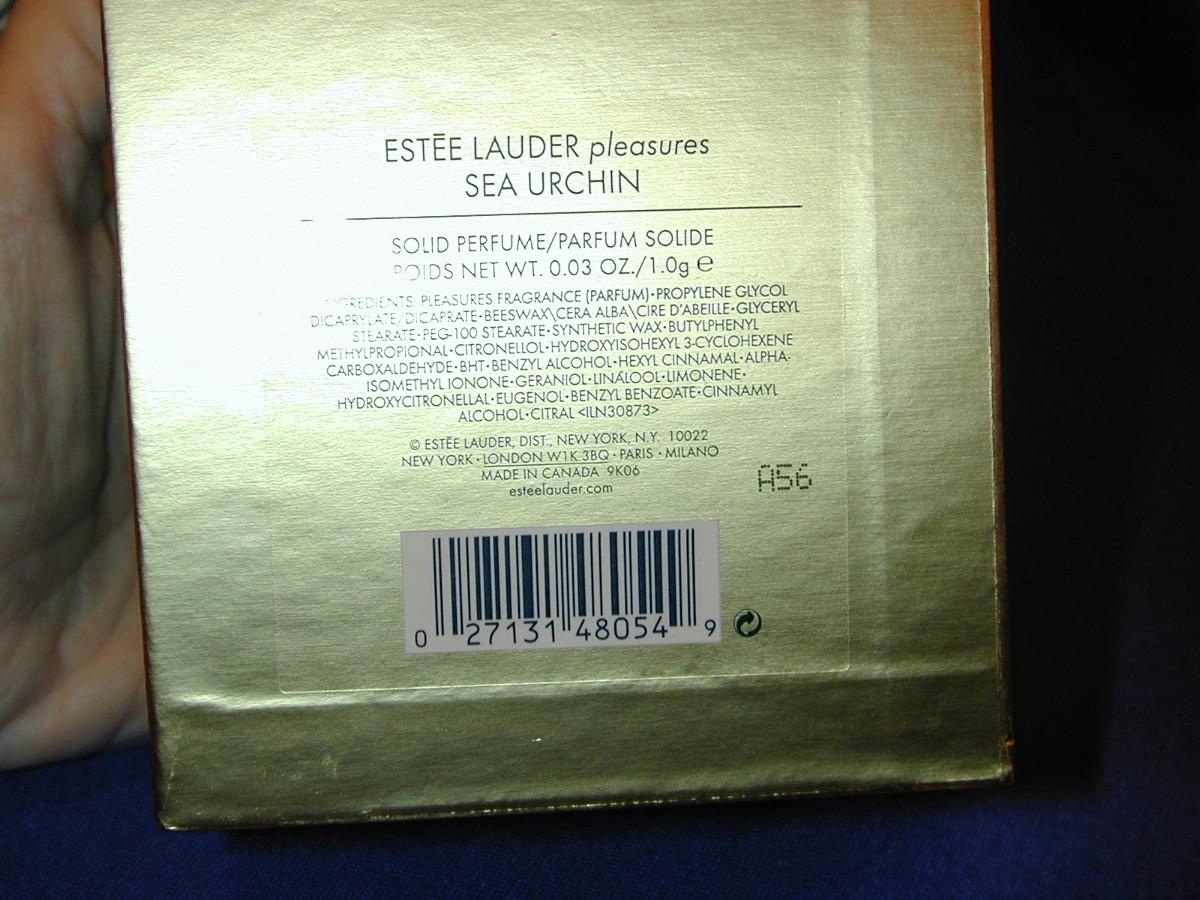 ESTĒE LAUDER pleasures
SEA URCHIN
SOLID PERFUME/PARFUM SOLIDE
POIDS NET WT. 0.03 OZ./1.0g ℮
INGREDIENTS: PLEASURES FRAGRANCE (PARFUM)•PROPYLENE GLYCOL
DICAPRYLATE/DICAPRATE•BEESWAX\CERA ALBA\CIRE D'ABEILLE•GLYCERYL
STEARATE•PEG-100 STEARATE•SYNTHETIC WAX•BUTYLPHENYL
METHYLPROPIONAL•CITRONELLOL•HYDROXYISOHEXYL 3-CYCLOHEXENE
CARBOXALDEHYDE•BHT•BENZYL ALCOHOL•HEXYL CINNAMAL•ALPHA-
ISOMETHYL IONONE•GERANIOL•LINALOOL•LIMONENE•
HYDROXYCITRONELLAL•EUGENOL•BENZYL BENZOATE•CINNAMYL
ALCOHOL•CITRAL <ILN30873>
© ESTĒE LAUDER, DIST., NEW YORK, N.Y. 10022
NEW YORK • LONDON W1K 3BQ • PARIS • MILANO
MADE IN CANADA 9K06
esteelauder.com
A56
0 27131 48054 9